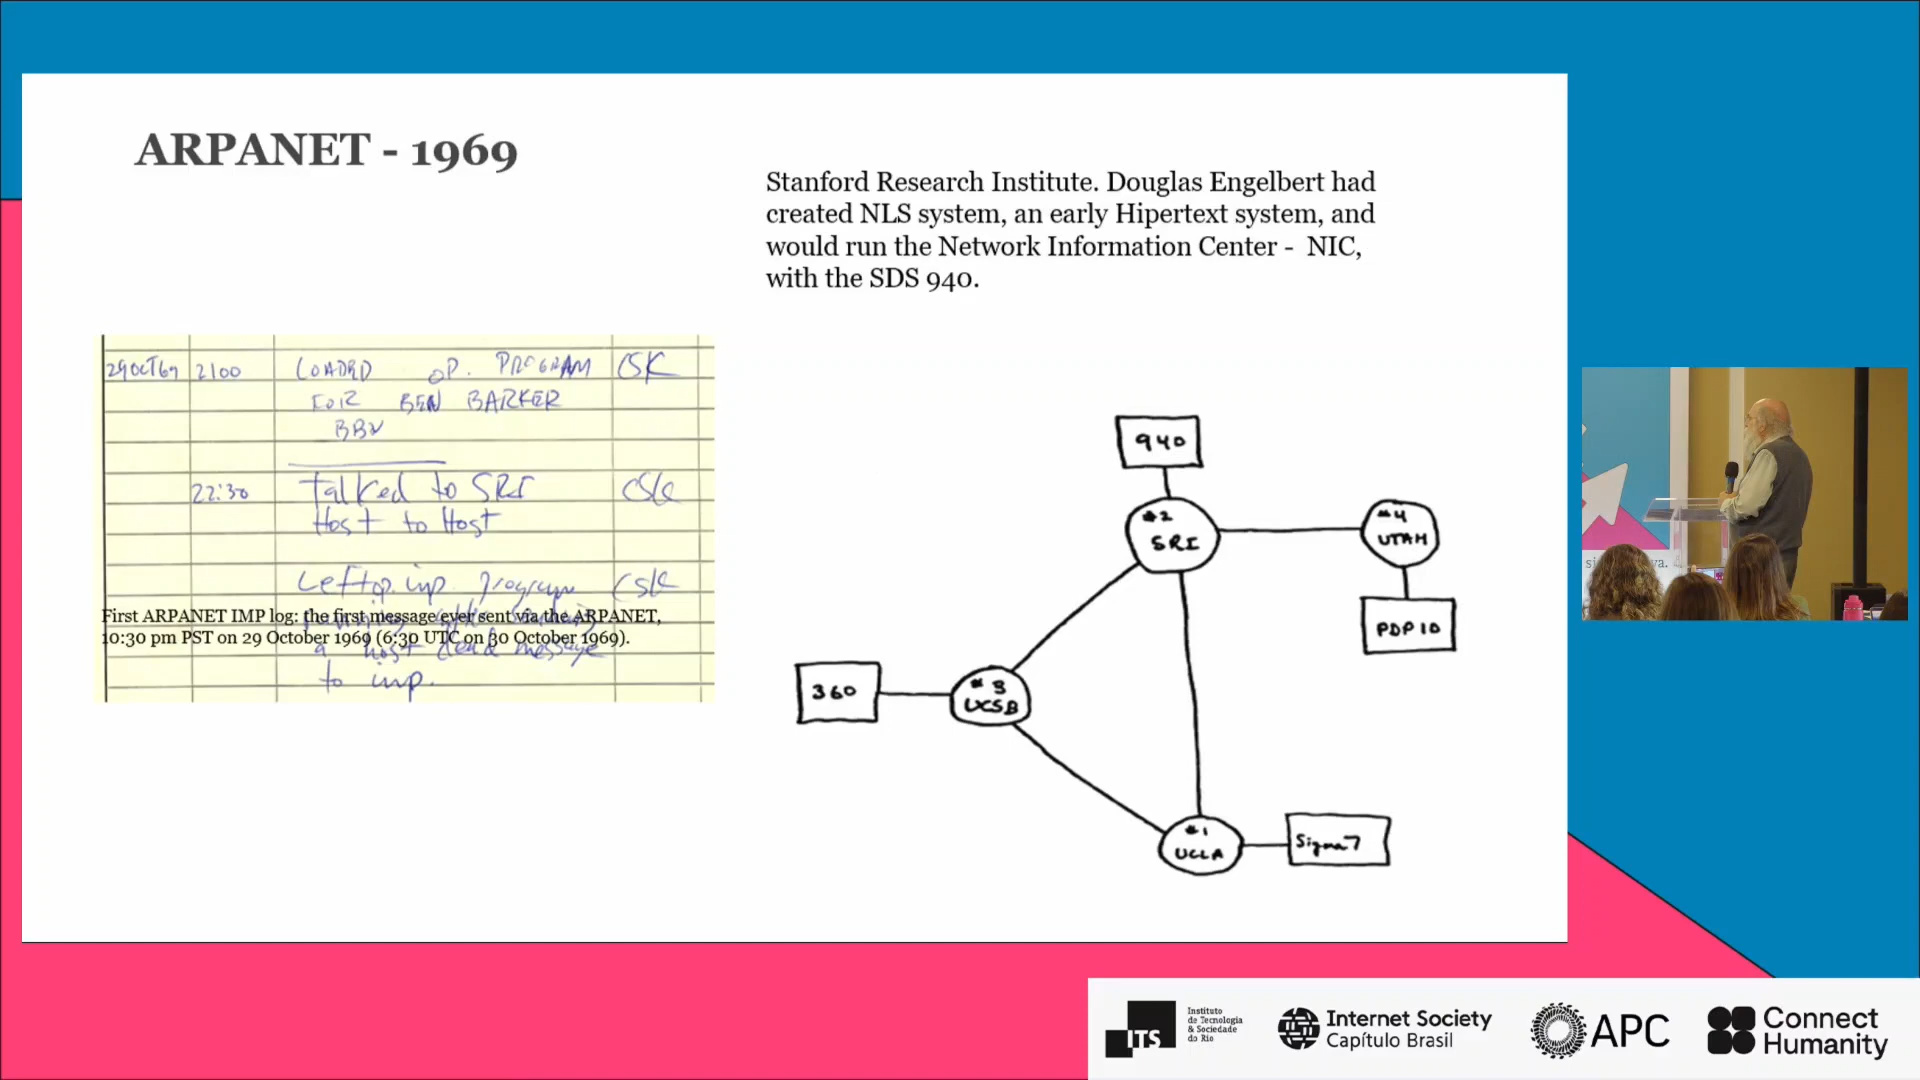 ARPANET - 1969
Stanford Research Institute. Douglas Engelbert had
created NLS system, an early Hipertext system, and
would run the Network Information Center -  NIC,
with the SDS 940.
29OCT69 2100 LOADED OP. PROGRAM CSK
FOR BEN BARKER
BBN
22:30 Talked to SRI CSK
Host to Host
Left op. imp. program CSK
First ARPANET IMP log: the first message ever sent via the ARPANET,
10:30 pm PST on 29 October 1969 (6:30 UTC on 30 October 1969).
a host dead message
to imp.
940
#2
SRI
#4
UTAH
PDP 10
360
#3
UCSB
#1
UCLA
Sigma 7
ITS
Instituto
de Tecnologia
& Sociedade
do Rio
Internet Society
Capítulo Brasil
APC
Connect
Humanity